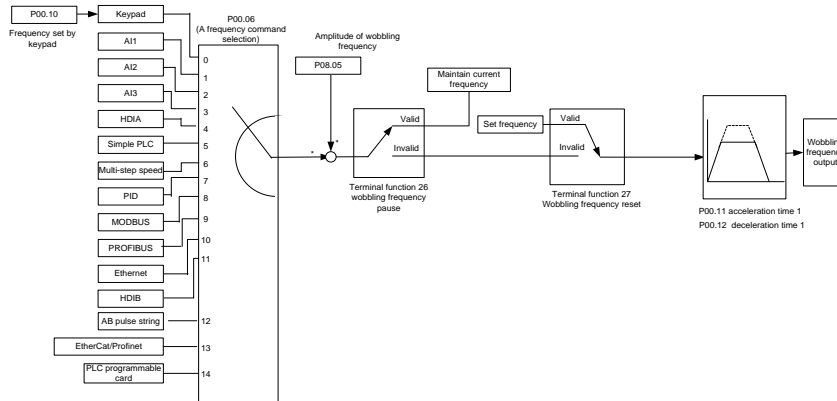 P00.10
Frequency set by
keypad
Keypad
AI1
AI2
AI3
HDIA
Simple PLC
Multi-step speed
PID
MODBUS
PROFIBUS
Ethernet
HDIB
AB pulse string
EtherCat/Profinet
PLC programmable
card
P00.06
(A frequency command
selection)
0
1
2
3
4
5
6
7
8
9
10
11
12
13
14
Amplitude of wobbling
frequency
P08.05
*
*
Valid
Invalid
Terminal function 26
wobbling frequency
pause
Maintain current
frequency
Set frequency
Valid
Invalid
Terminal function 27
Wobbling frequency reset
P00.11 acceleration time 1
P00.12 deceleration time 1
Wobblin
frequenc
output